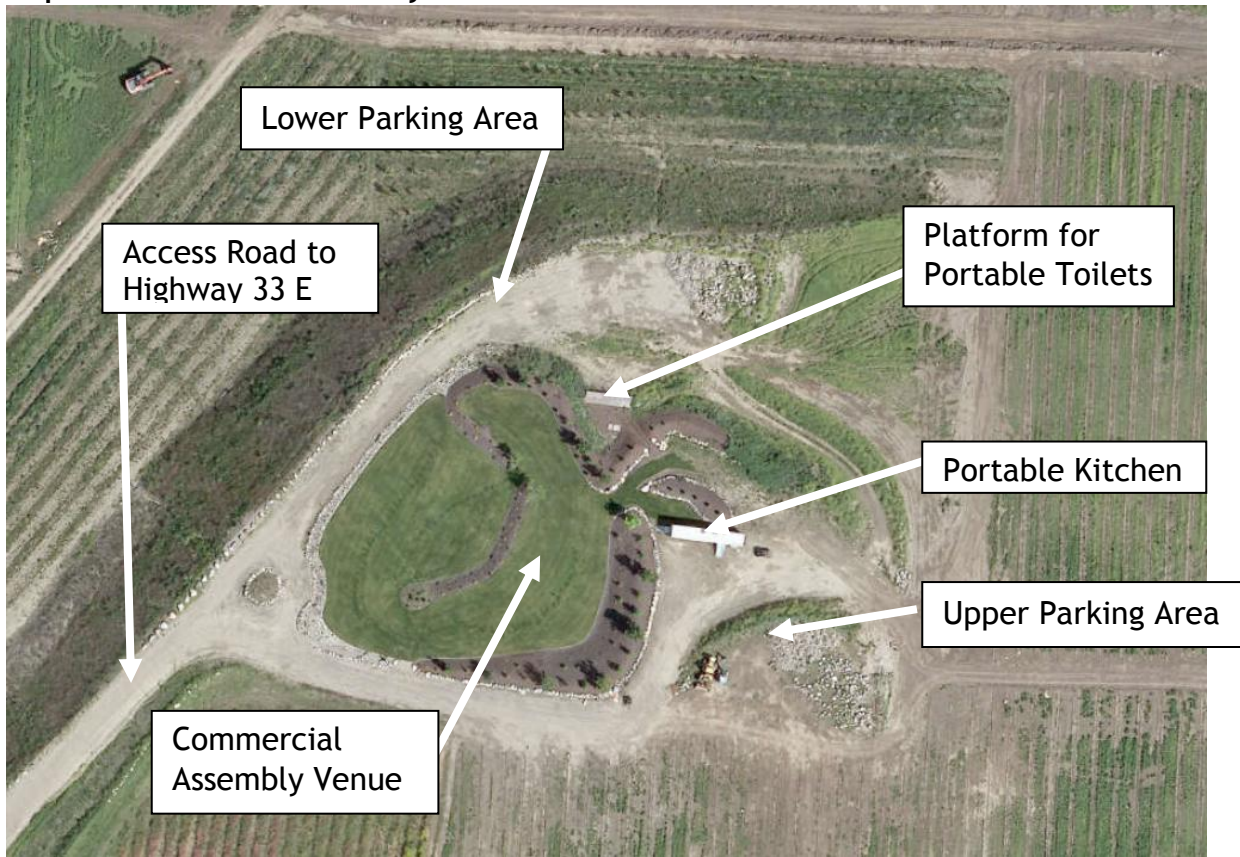 Lower Parking Area
Access Road to
Highway 33 E
Platform for
Portable Toilets
Portable Kitchen
Upper Parking Area
Commercial
Assembly Venue